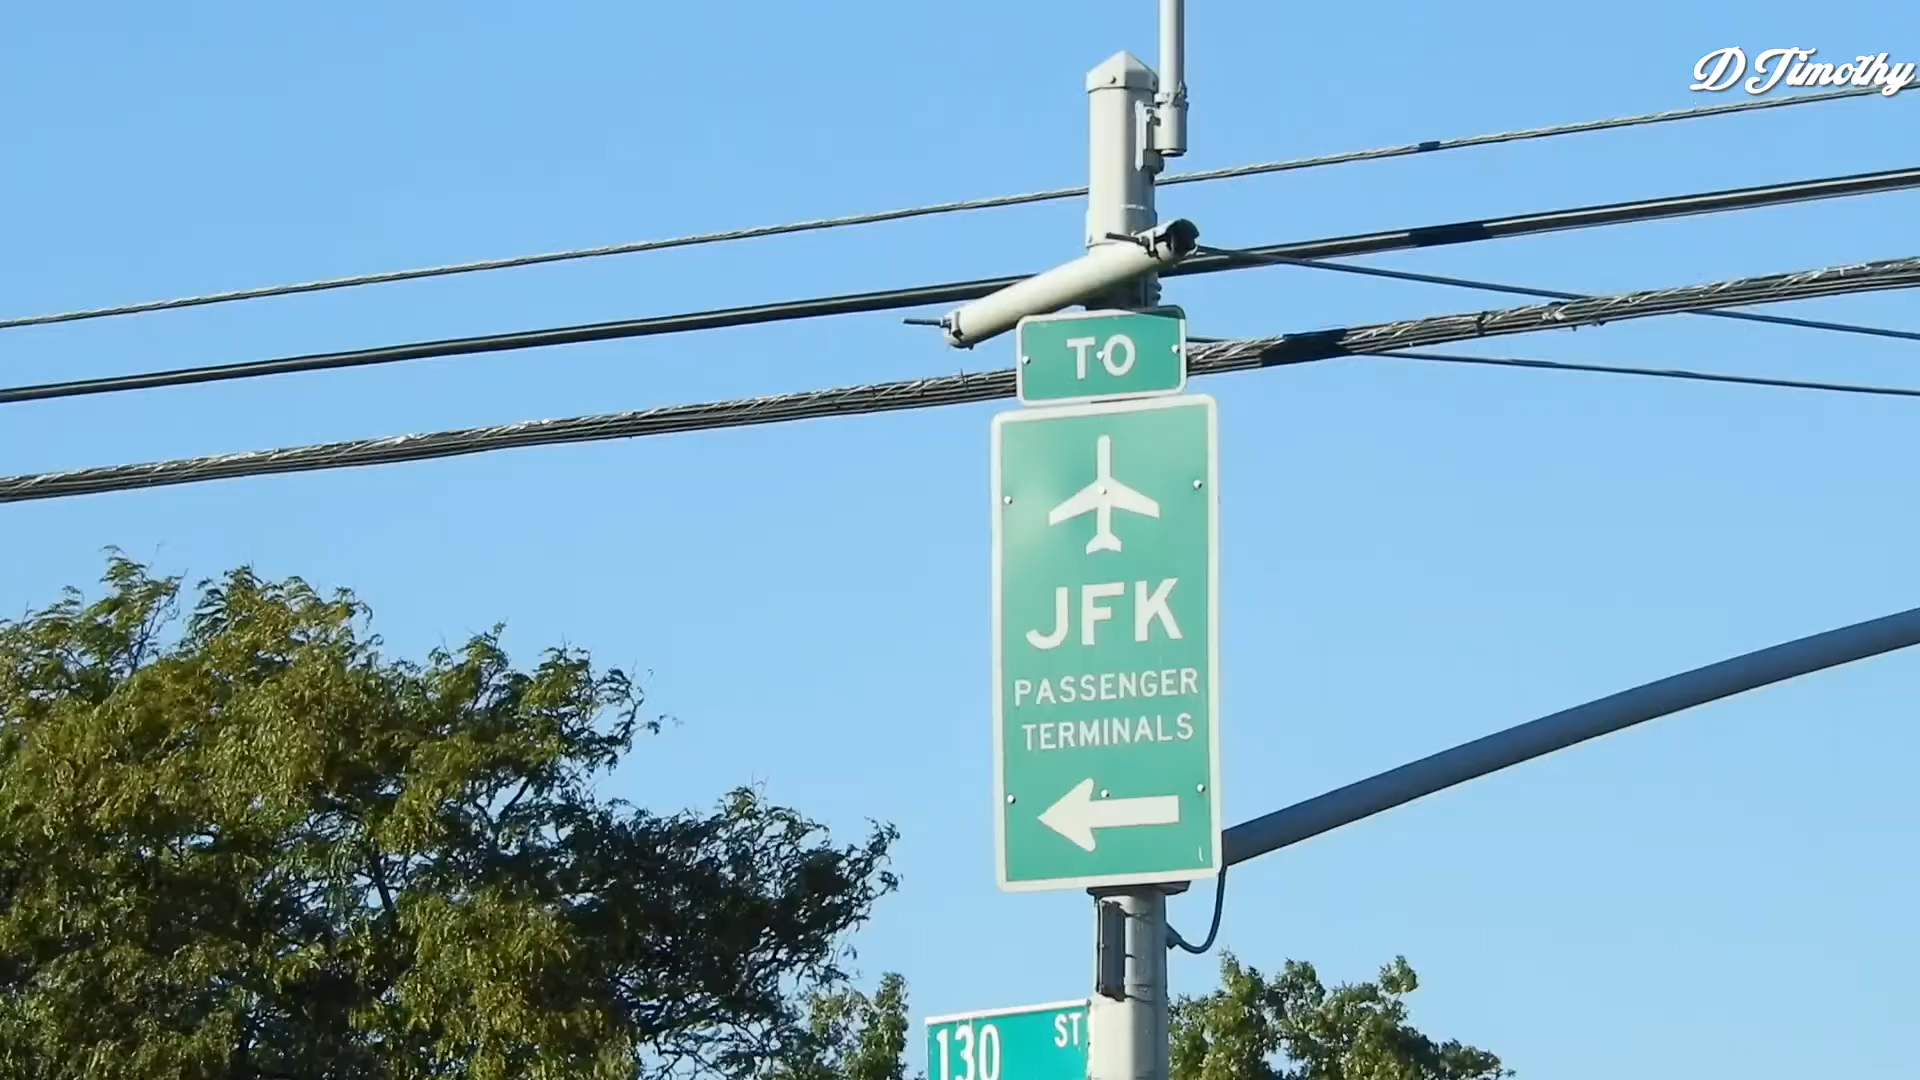 D Timothy
TO
JFK
PASSENGER
TERMINALS
130 ST